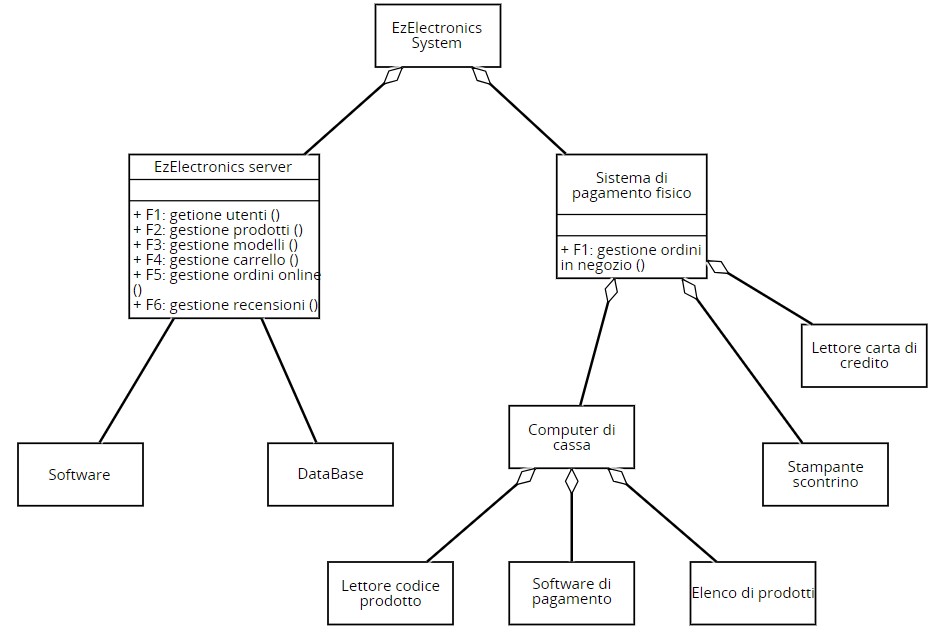 EzElectronics
System
EzElectronics server
+ F1: getione utenti ()
+ F2: gestione prodotti ()
+ F3: gestione modelli ()
+ F4: gestione carrello ()
+ F5: gestione ordini online
()
+ F6: gestione recensioni ()
Sistema di
pagamento fisico
+ F1: gestione ordini
in negozio ()
Lettore carta di
credito
Computer di
cassa
Stampante
scontrino
Software
DataBase
Lettore codice
prodotto
Software di
pagamento
Elenco di prodotti